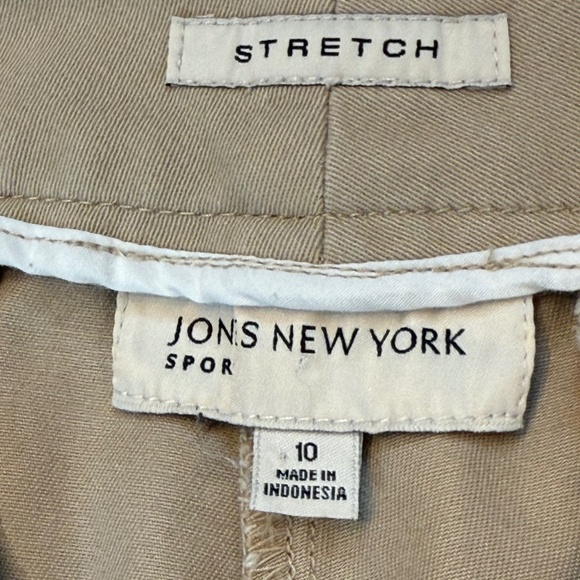 STRETCH
JONS NEW YORK
SPOR
10
MADE IN
INDONESIA